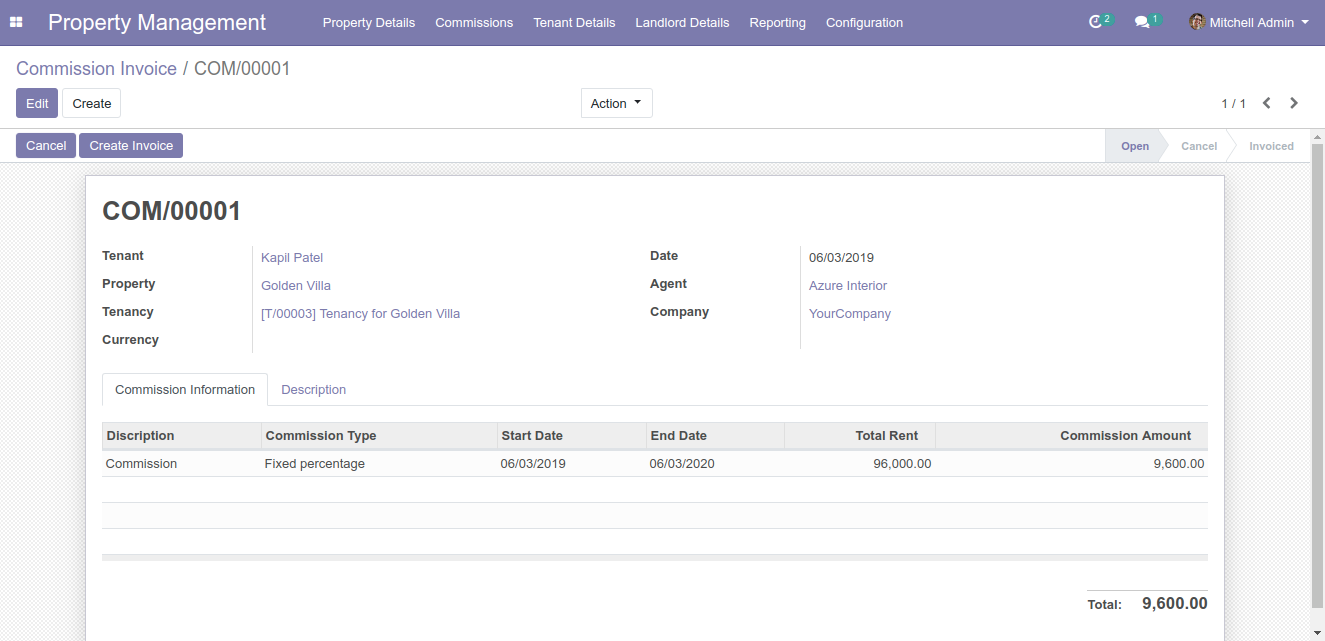 Property Management Property Details Commissions Tenant Details Landlord Details Reporting Configuration 2 1 Mitchell Admin
Commission Invoice / COM/00001
Edit Create Action 1 / 1
Cancel Create Invoice Open Cancel Invoiced
COM/00001
Tenant Kapil Patel Date 06/03/2019
Property Golden Villa Agent Azure Interior
Tenancy [T/00003] Tenancy for Golden Villa Company YourCompany
Currency
Commission Information Description
Discription Commission Type Start Date End Date Total Rent Commission Amount
Commission Fixed percentage 06/03/2019 06/03/2020 96,000.00 9,600.00
Total: 9,600.00